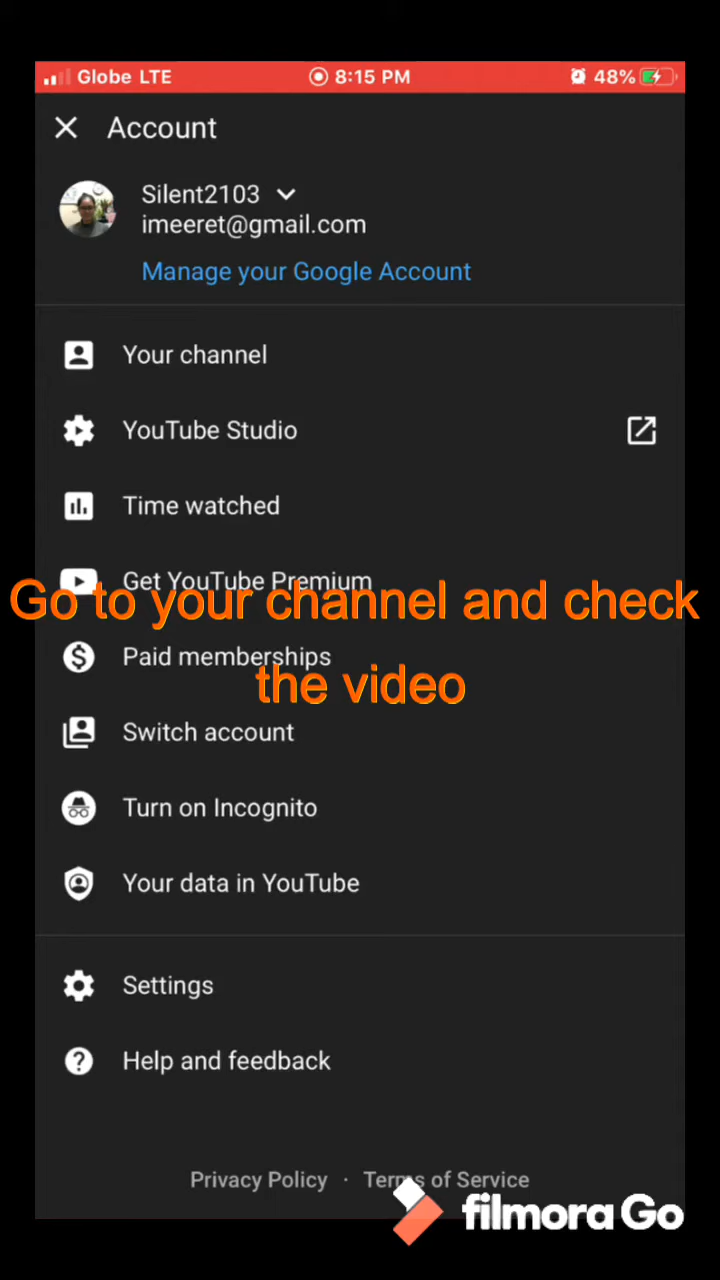 Globe LTE 8:15 PM 48%
Account
Silent2103
imeeret@gmail.com
Manage your Google Account
Your channel
YouTube Studio
Time watched
Get YouTube Premium
Go to your channel and check
Paid memberships
the video
Switch account
Turn on Incognito
Your data in YouTube
Settings
Help and feedback
Privacy Policy · Terms of Service
filmora Go